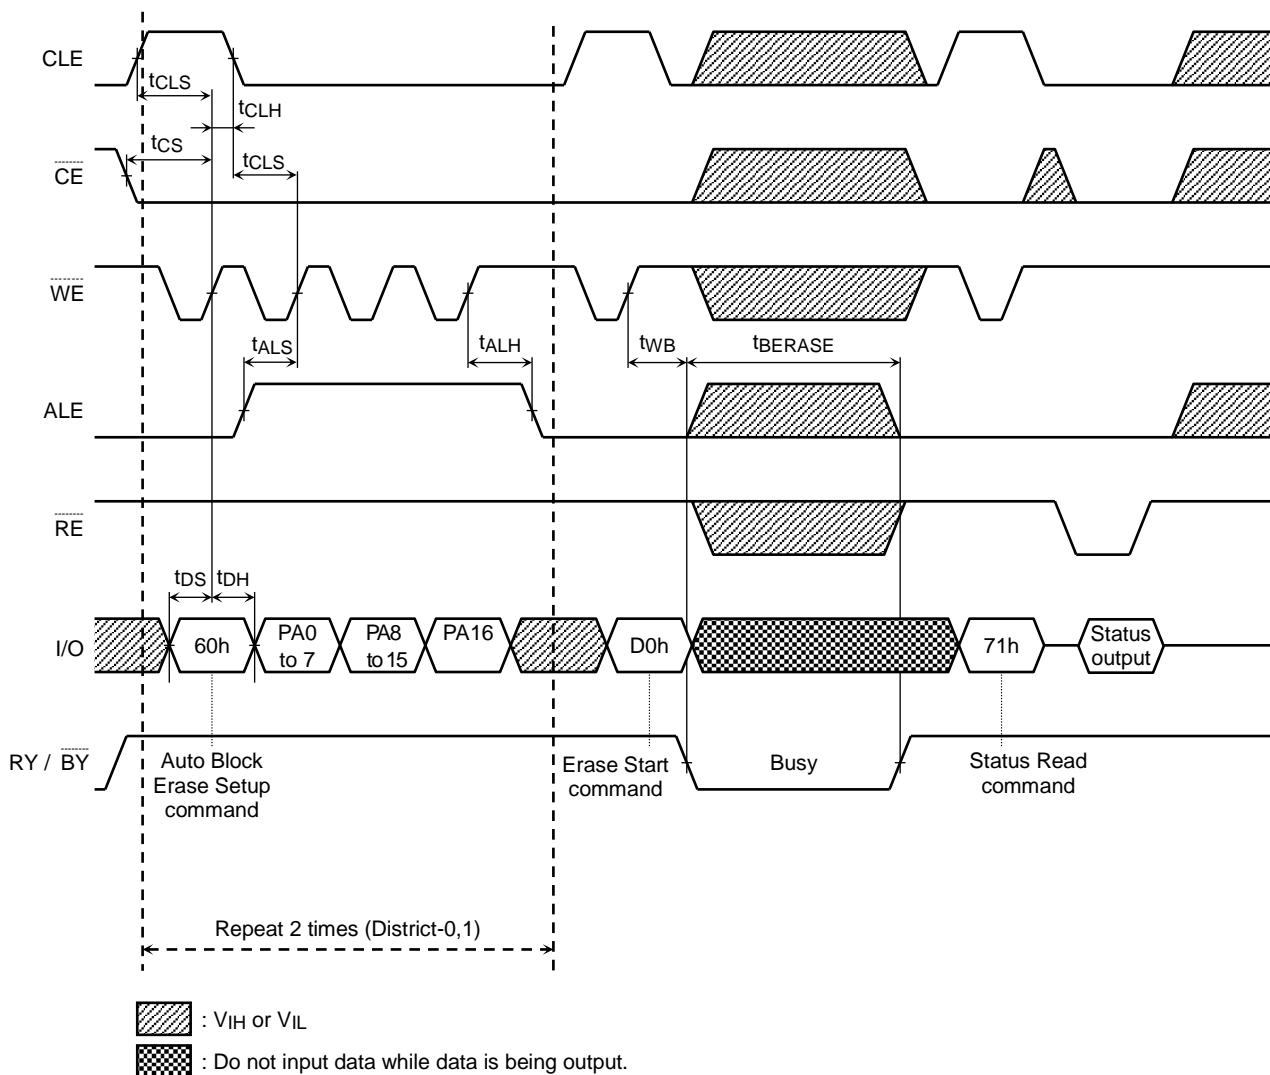 CLE
tCLS
tCLH
tCS
tCLS
CE
WE
tALS
tALH
tWB
tBERASE
ALE
RE
tDS
tDH
I/O
60h
PA0
to 7
PA8
to 15
PA16
D0h
71h
Status
output
RY / BY
Auto Block
Erase Setup
command
Erase Start
command
Busy
Status Read
command
Repeat 2 times (District-0,1)
: VIH or VIL
: Do not input data while data is being output.